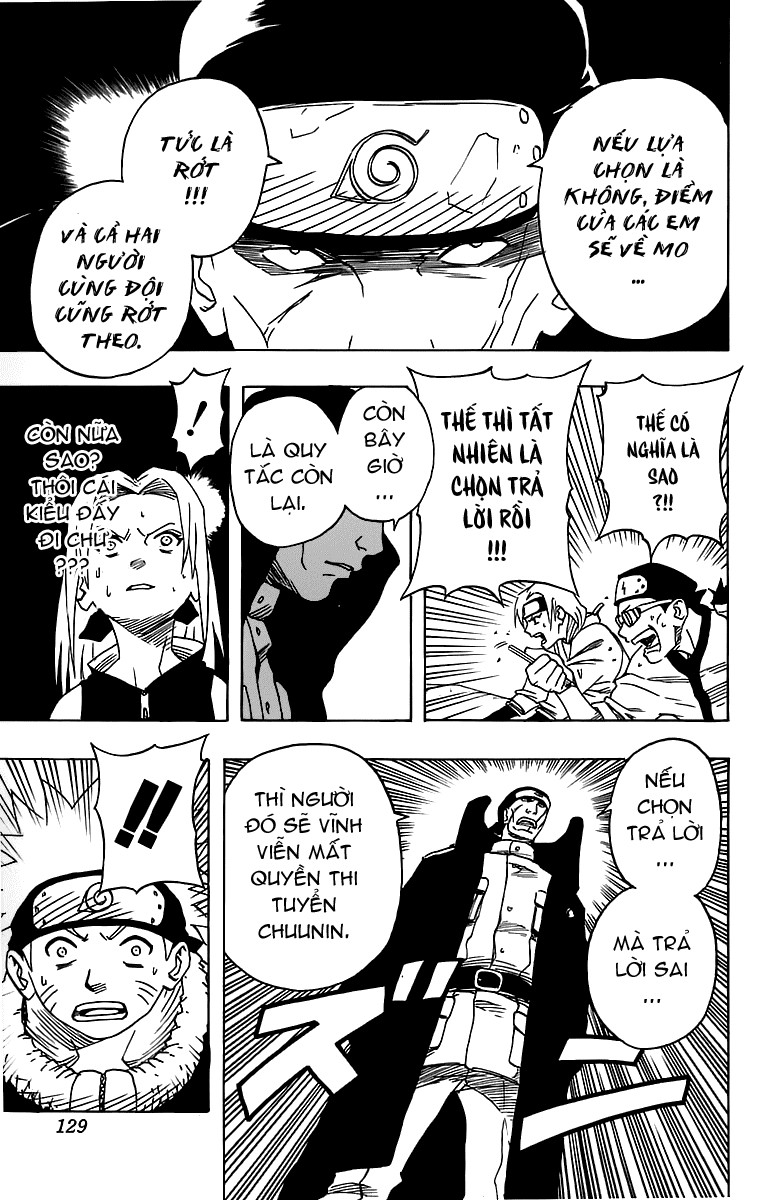 NẾU LỰA
CHỌN LÀ
KHÔNG, ĐIỂM
CỦA CÁC EM
SẼ VỀ MO
...
TỨC LÀ
RỚT
!!!
VÀ CẢ HAI
NGƯỜI
CÙNG ĐỘI
CŨNG RỚT
THEO.
THẾ CÓ
NGHĨA LÀ
SAO
?!!
THẾ THÌ TẤT
NHIÊN LÀ
CHỌN TRẢ
LỜI RỒI
!!!
CÒN
BÂY
GIỜ
...
LÀ QUY
TẮC CÒN
LẠI.
!
CÒN NỮA
SAO?
THÔI CÁI
KIỂU ĐẤY
ĐI CHỨ,
???
NẾU
CHỌN
TRẢ LỜI
...
MÀ TRẢ
LỜI SAI
...
THÌ NGƯỜI
ĐÓ SẼ VĨNH
VIỄN MẤT
QUYỀN THI
TUYỂN
CHUUNIN.
ズズ
!!
129